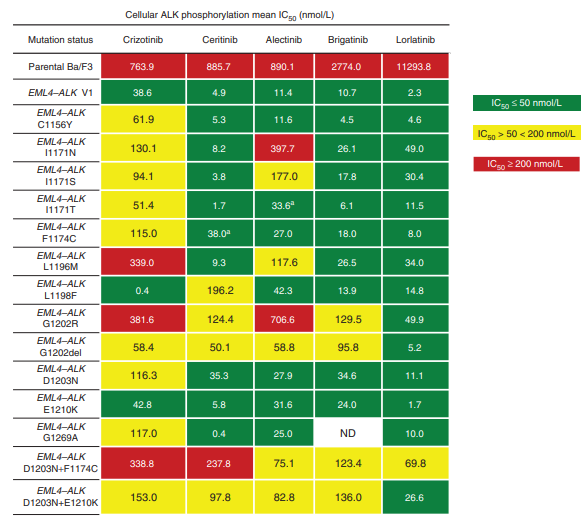 Cellular ALK phosphorylation mean IC50 (nmol/L)
Mutation status Crizotinib Ceritinib Alectinib Brigatinib Lorlatinib
Parental Ba/F3 763.9 885.7 890.1 2774.0 11293.8
EML4–ALK V1 38.6 4.9 11.4 10.7 2.3
EML4–ALK
C1156Y 61.9 5.3 11.6 4.5 4.6
EML4–ALK
I1171N 130.1 8.2 397.7 26.1 49.0
EML4–ALK
I1171S 94.1 3.8 177.0 17.8 30.4
EML4–ALK
I1171T 51.4 1.7 33.6a 6.1 11.5
EML4–ALK
F1174C 115.0 38.0a 27.0 18.0 8.0
EML4–ALK
L1196M 339.0 9.3 117.6 26.5 34.0
EML4–ALK
L1198F 0.4 196.2 42.3 13.9 14.8
EML4–ALK
G1202R 381.6 124.4 706.6 129.5 49.9
EML4–ALK
G1202del 58.4 50.1 58.8 95.8 5.2
EML4–ALK
D1203N 116.3 35.3 27.9 34.6 11.1
EML4–ALK
E1210K 42.8 5.8 31.6 24.0 1.7
EML4–ALK
G1269A 117.0 0.4 25.0 ND 10.0
EML4–ALK
D1203N+F1174C 338.8 237.8 75.1 123.4 69.8
EML4–ALK
D1203N+E1210K 153.0 97.8 82.8 136.0 26.6
IC50 ≤ 50 nmol/L
IC50 > 50 < 200 nmol/L
IC50 ≥ 200 nmol/L